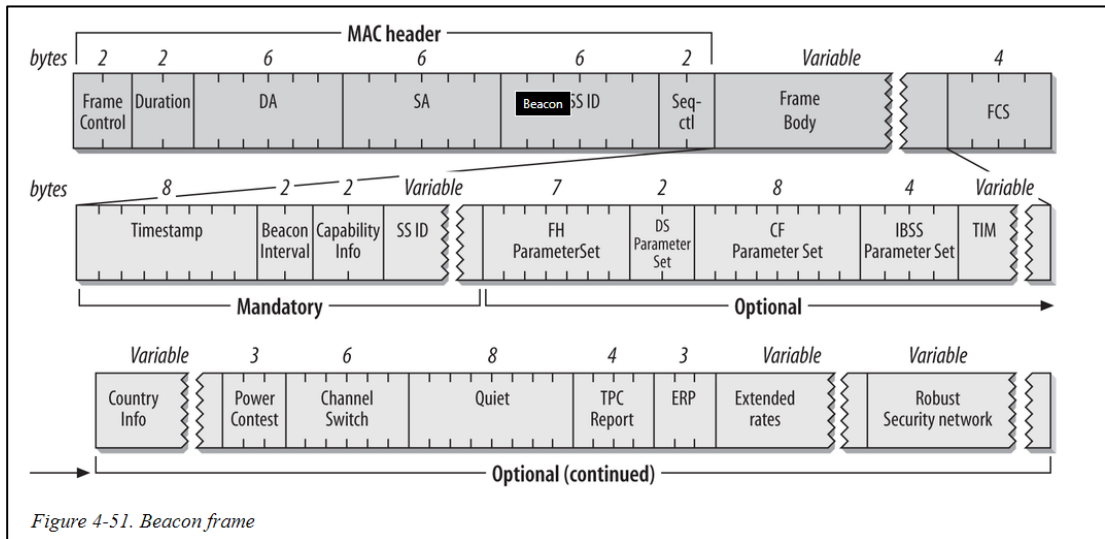 MAC header
bytes 2 2 6 6 6 2 Variable 4
Frame Control Duration DA SA Beacon SS ID Seq-ctl Frame Body FCS
bytes 8 2 2 Variable 7 2 8 4 Variable
Timestamp Beacon Interval Capability Info SS ID FH ParameterSet DS Parameter Set CF Parameter Set IBSS Parameter Set TIM
Mandatory Optional
Variable 3 6 8 4 3 Variable Variable
Country Info Power Contest Channel Switch Quiet TPC Report ERP Extended rates Robust Security network
Optional (continued)
Figure 4-51. Beacon frame